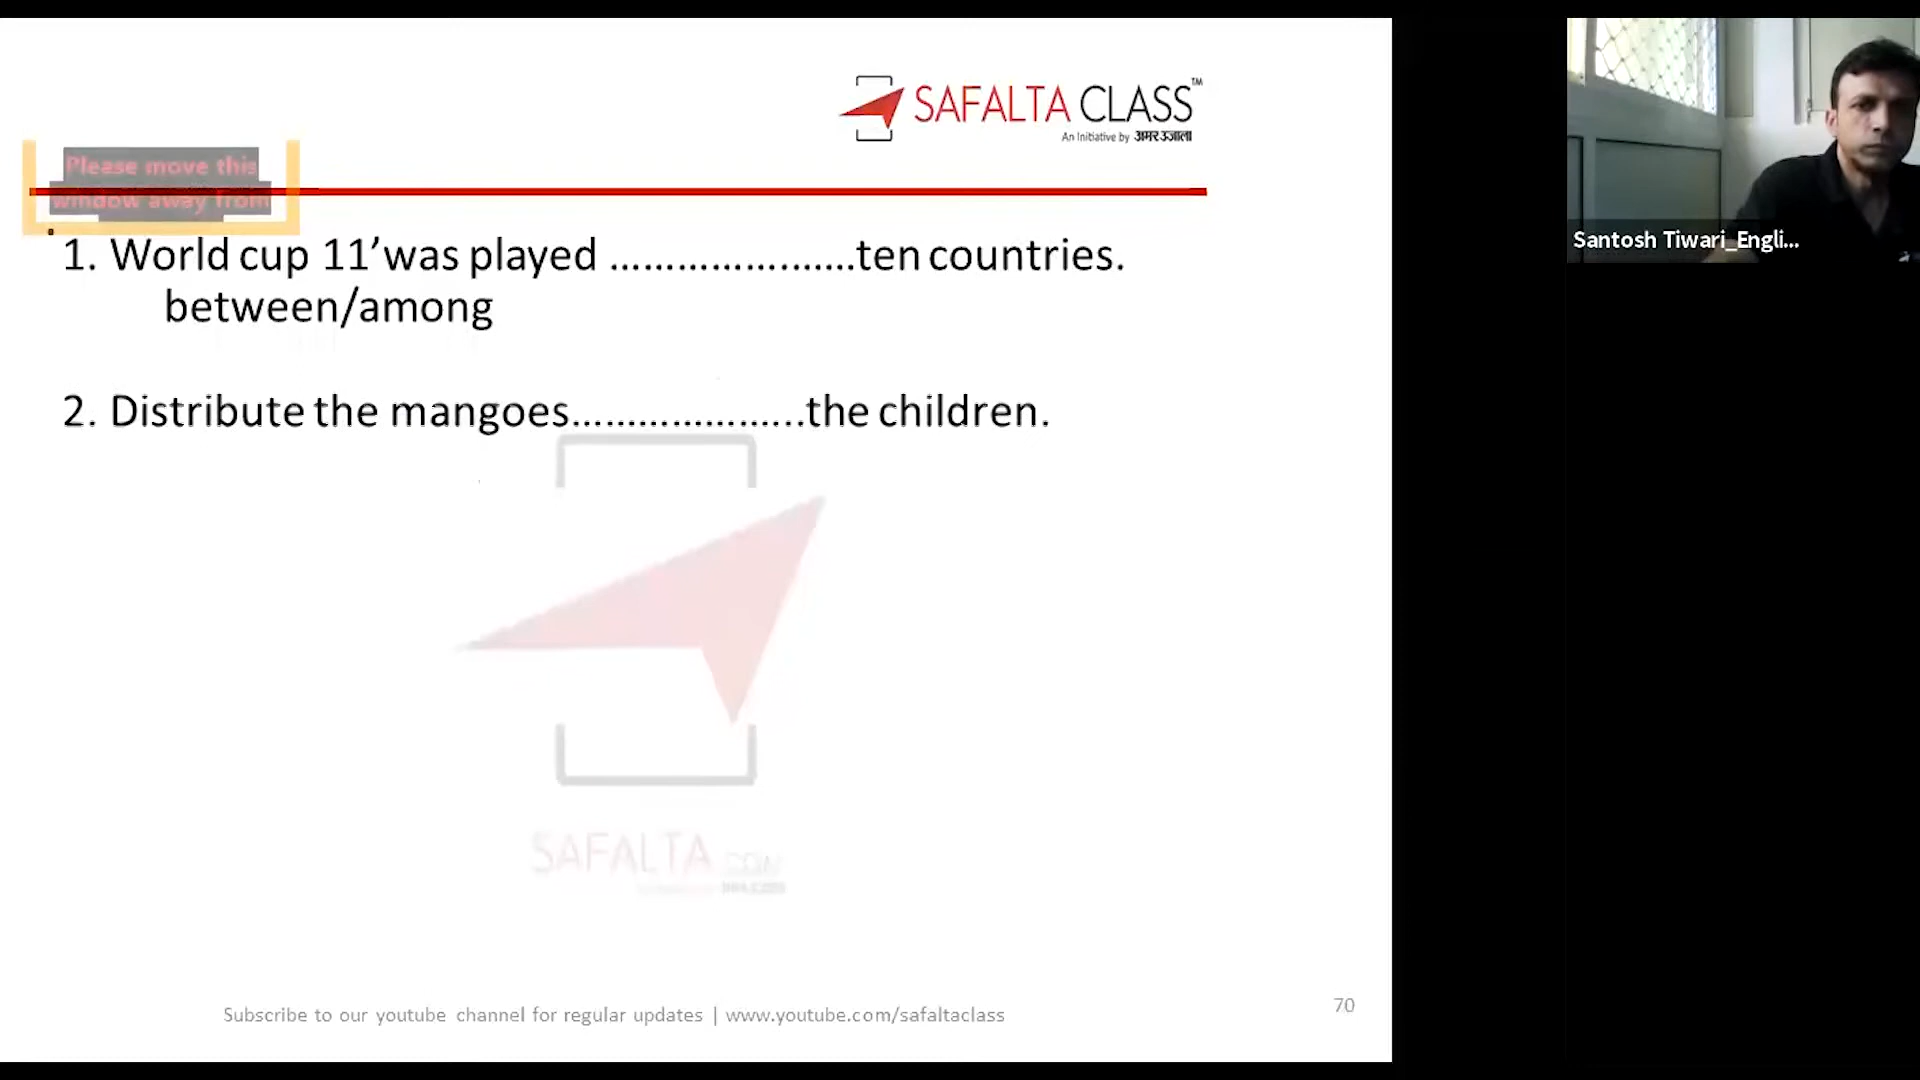 SAFALTA CLASS™
An Initiative by अमर उजाला
Please move this
window away from
1. World cup 11’was played ........................ten countries.
between/among
2. Distribute the mangoes.....................the children.
SAFALTA.COM
Subscribe to our youtube channel for regular updates | www.youtube.com/safaltaclass
70
Santosh Tiwari_Engli...